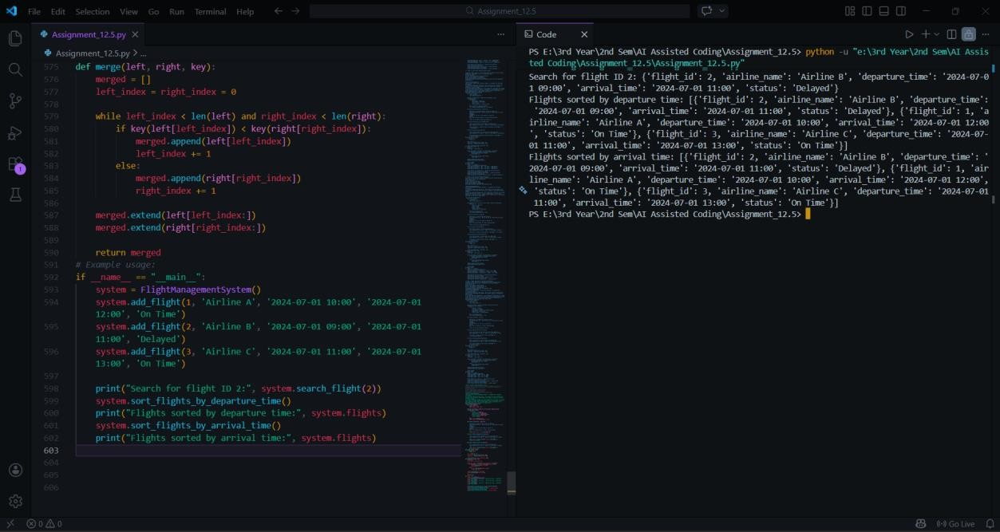 File Edit Selection View Go Run Terminal Help
Assignment_12.5
Assignment_12.5.py
Assignment_12.5.py > ...
575 def merge(left, right, key):
576 merged = []
577 left_index = right_index = 0
578
579 while left_index < len(left) and right_index < len(right):
580 if key(left[left_index]) < key(right[right_index]):
581 merged.append(left[left_index])
582 left_index += 1
583 else:
584 merged.append(right[right_index])
585 right_index += 1
586
587 merged.extend(left[left_index:])
588 merged.extend(right[right_index:])
589
590 return merged
591 # Example usage:
592 if __name__ == "__main__":
593 system = FlightManagementSystem()
594 system.add_flight(1, 'Airline A', '2024-07-01 10:00', '2024-07-01
12:00', 'On Time')
595 system.add_flight(2, 'Airline B', '2024-07-01 09:00', '2024-07-01
11:00', 'Delayed')
596 system.add_flight(3, 'Airline C', '2024-07-01 11:00', '2024-07-01
13:00', 'On Time')
597
598 print("Search for flight ID 2:", system.search_flight(2))
599 system.sort_flights_by_departure_time()
600 print("Flights sorted by departure time:", system.flights)
601 system.sort_flights_by_arrival_time()
602 print("Flights sorted by arrival time:", system.flights)
603
604
605
606
1
Code
PS E:\3rd Year\2nd Sem\AI Assisted Coding\Assignment_12.5> python -u "e:\3rd Year\2nd Sem\AI Assis
ted Coding\Assignment_12.5\Assignment_12.5.py"
Search for flight ID 2: {'flight_id': 2, 'airline_name': 'Airline B', 'departure_time': '2024-07-0
1 09:00', 'arrival_time': '2024-07-01 11:00', 'status': 'Delayed'}
Flights sorted by departure time: [{'flight_id': 2, 'airline_name': 'Airline B', 'departure_time':
'2024-07-01 09:00', 'arrival_time': '2024-07-01 11:00', 'status': 'Delayed'}, {'flight_id': 1, 'a
irline_name': 'Airline A', 'departure_time': '2024-07-01 10:00', 'arrival_time': '2024-07-01 12:00
', 'status': 'On Time'}, {'flight_id': 3, 'airline_name': 'Airline C', 'departure_time': '2024-07-
01 11:00', 'arrival_time': '2024-07-01 13:00', 'status': 'On Time'}]
Flights sorted by arrival time: [{'flight_id': 2, 'airline_name': 'Airline B', 'departure_time': '
2024-07-01 09:00', 'arrival_time': '2024-07-01 11:00', 'status': 'Delayed'}, {'flight_id': 1, 'air
line_name': 'Airline A', 'departure_time': '2024-07-01 10:00', 'arrival_time': '2024-07-01 12:00',
'status': 'On Time'}, {'flight_id': 3, 'airline_name': 'Airline C', 'departure_time': '2024-07-01
11:00', 'arrival_time': '2024-07-01 13:00', 'status': 'On Time'}]
PS E:\3rd Year\2nd Sem\AI Assisted Coding\Assignment_12.5>
0 0
Go Live